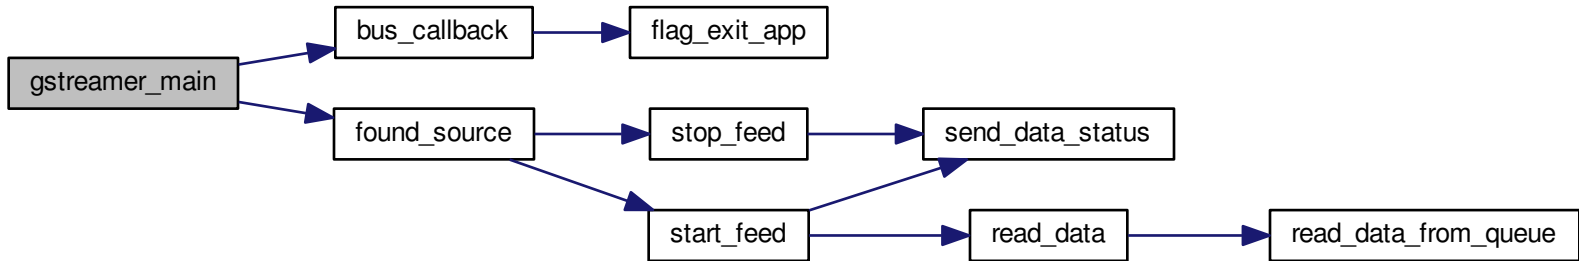 gstreamer_main
bus_callback
flag_exit_app
found_source
stop_feed
send_data_status
start_feed
read_data
read_data_from_queue